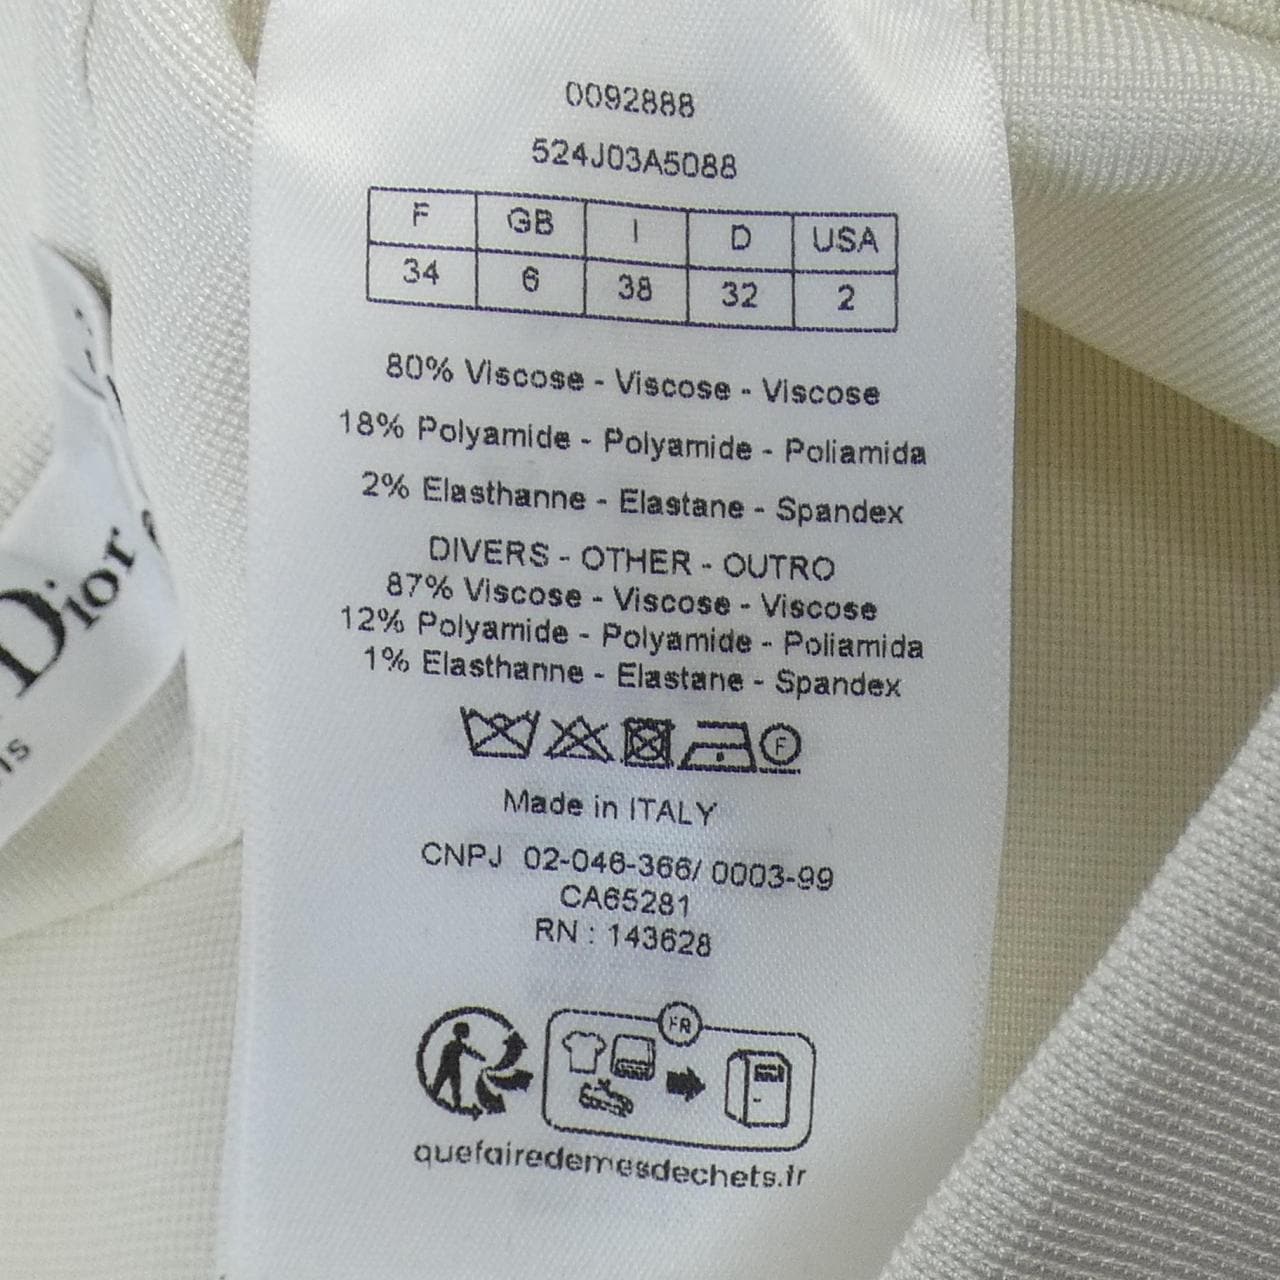 0092888
524J03A5088
F GB I D USA
34 6 38 32 2
80% Viscose - Viscose - Viscose
18% Polyamide - Polyamide - Poliamida
2% Elasthanne - Elastane - Spandex
DIVERS - OTHER - OUTRO
87% Viscose - Viscose - Viscose
12% Polyamide - Polyamide - Poliamida
1% Elasthanne - Elastane - Spandex
F
Made in ITALY
CNPJ 02-046-366/ 0003-99
CA65281
RN : 143628
FR
quefairedemesdechets.fr
Dior